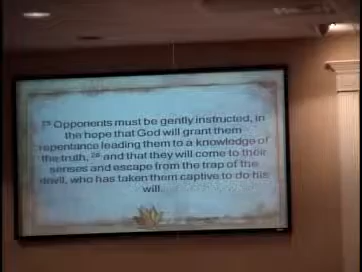 25 Opponents must be gently instructed, in
the hope that God will grant them
repentance leading them to a knowledge of
the truth, 26 and that they will come to their
senses and escape from the trap of the
devil, who has taken them captive to do his
will.